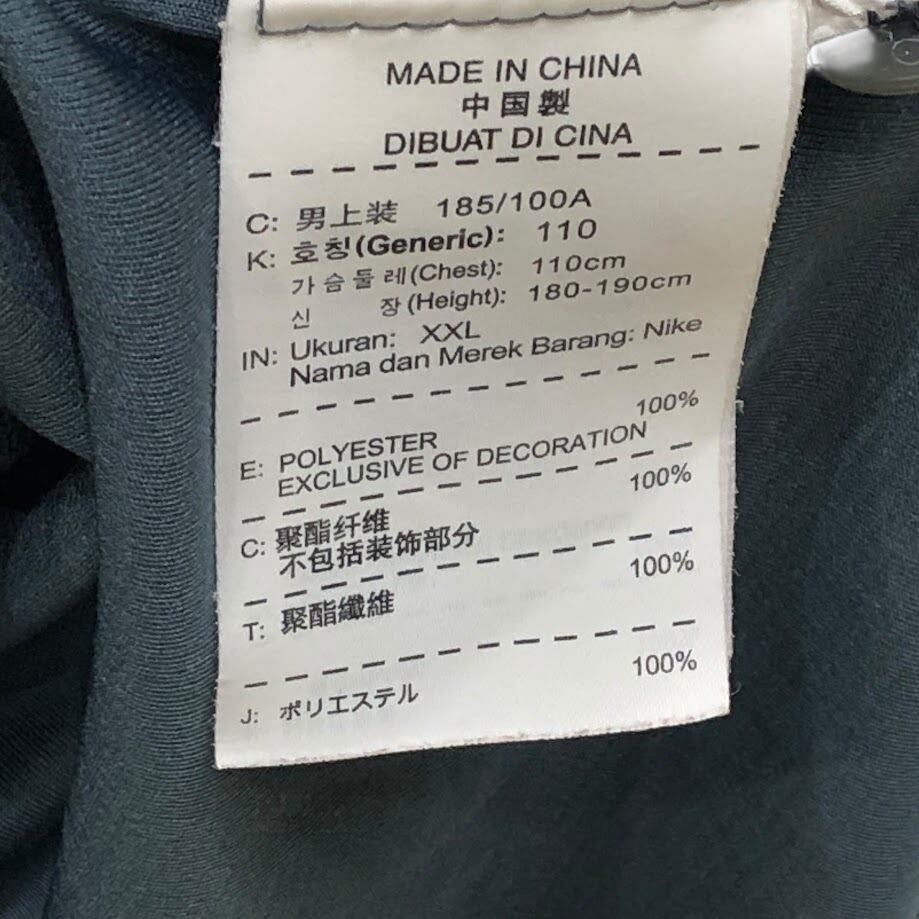 MADE IN CHINA
中国製
DIBUAT DI CINA
C: 男上装 185/100A
K: 호칭(Generic): 110
가슴둘레(Chest): 110cm
신 장(Height): 180-190cm
IN: Ukuran: XXL
Nama dan Merek Barang: Nike
E: POLYESTER 100%
EXCLUSIVE OF DECORATION
C: 聚酯纤维 100%
不包括装饰部分
T: 聚酯纖維 100%
J: ポリエステル 100%